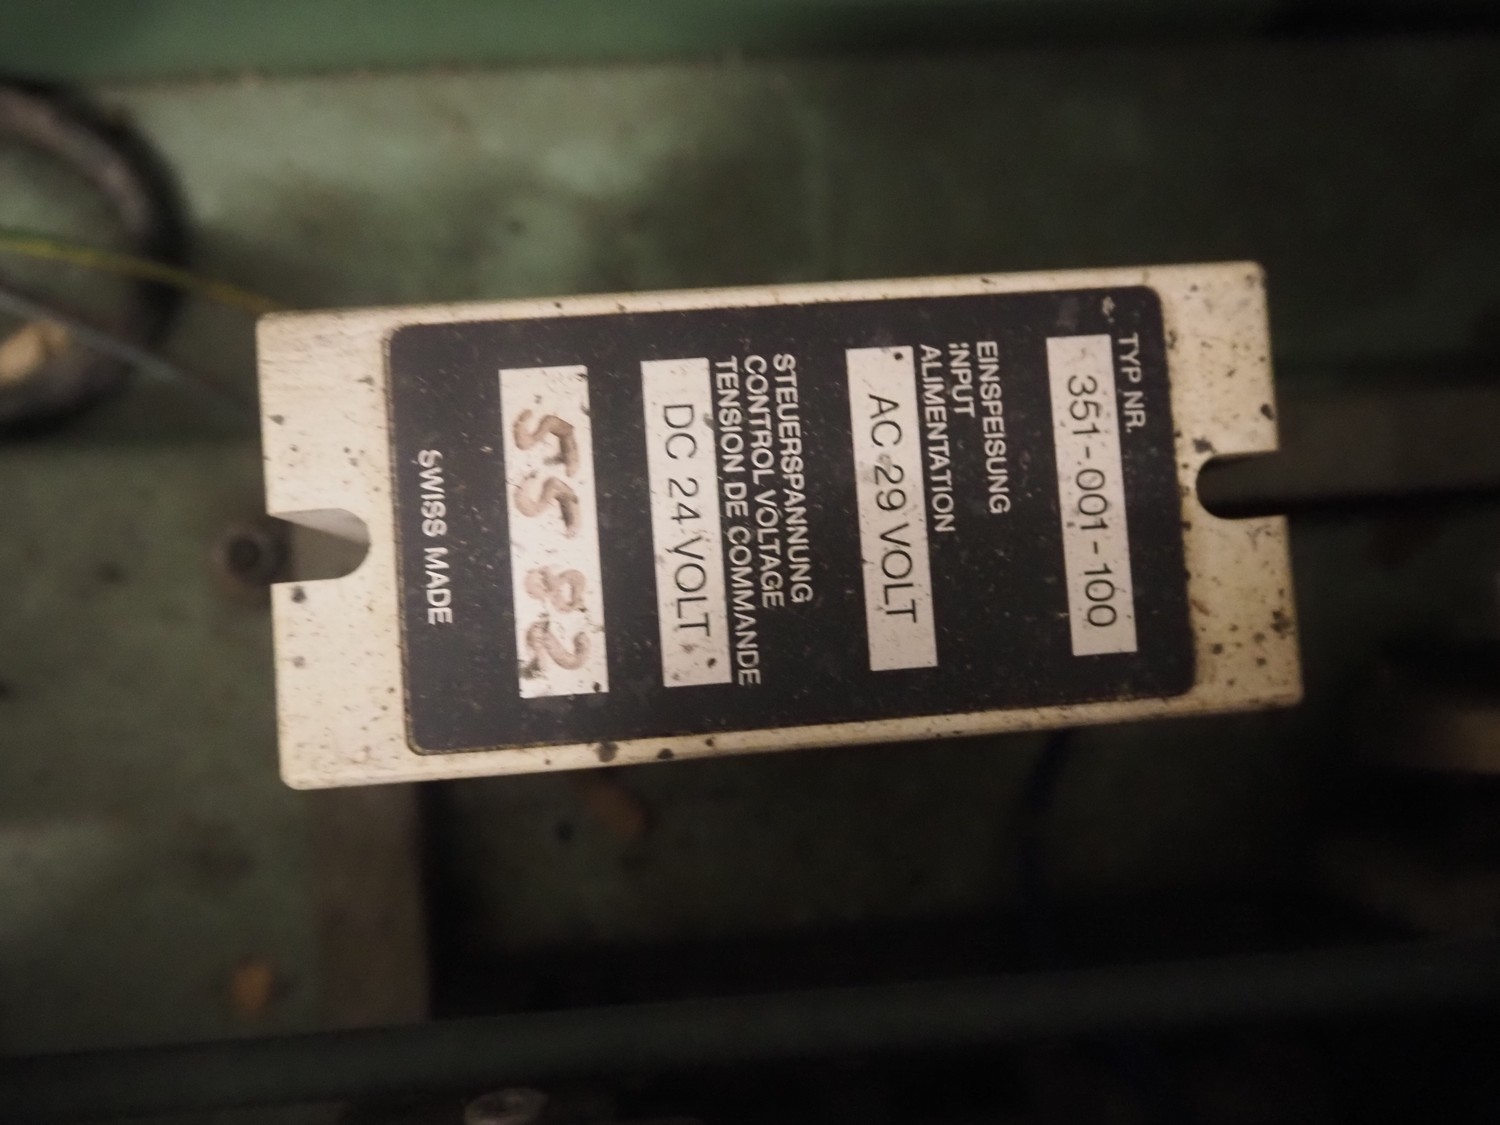 TYP NR.
351-001-100
EINSPEISUNG
INPUT
ALIMENTATION
AC 29 VOLT
STEUERSPANNUNG
CONTROL VOLTAGE
TENSION DE COMMANDE
DC 24 VOLT
55 82
SWISS MADE